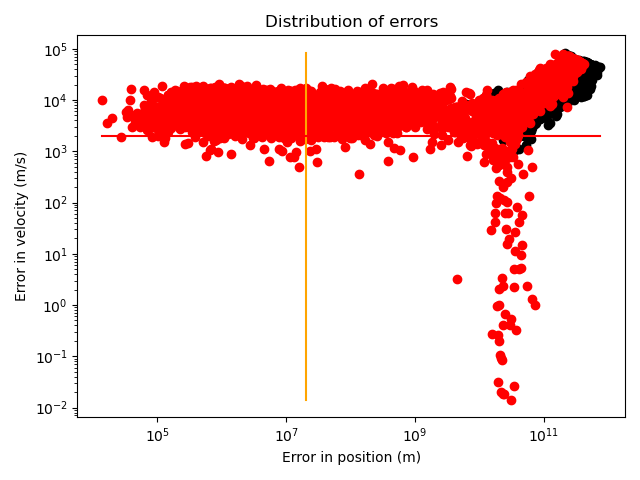 Distribution of errors
Error in velocity (m/s)
10⁵
10⁴
10³
10²
10¹
10⁰
10⁻¹
10⁻²
10⁵ 10⁷ 10⁹ 10¹¹
Error in position (m)